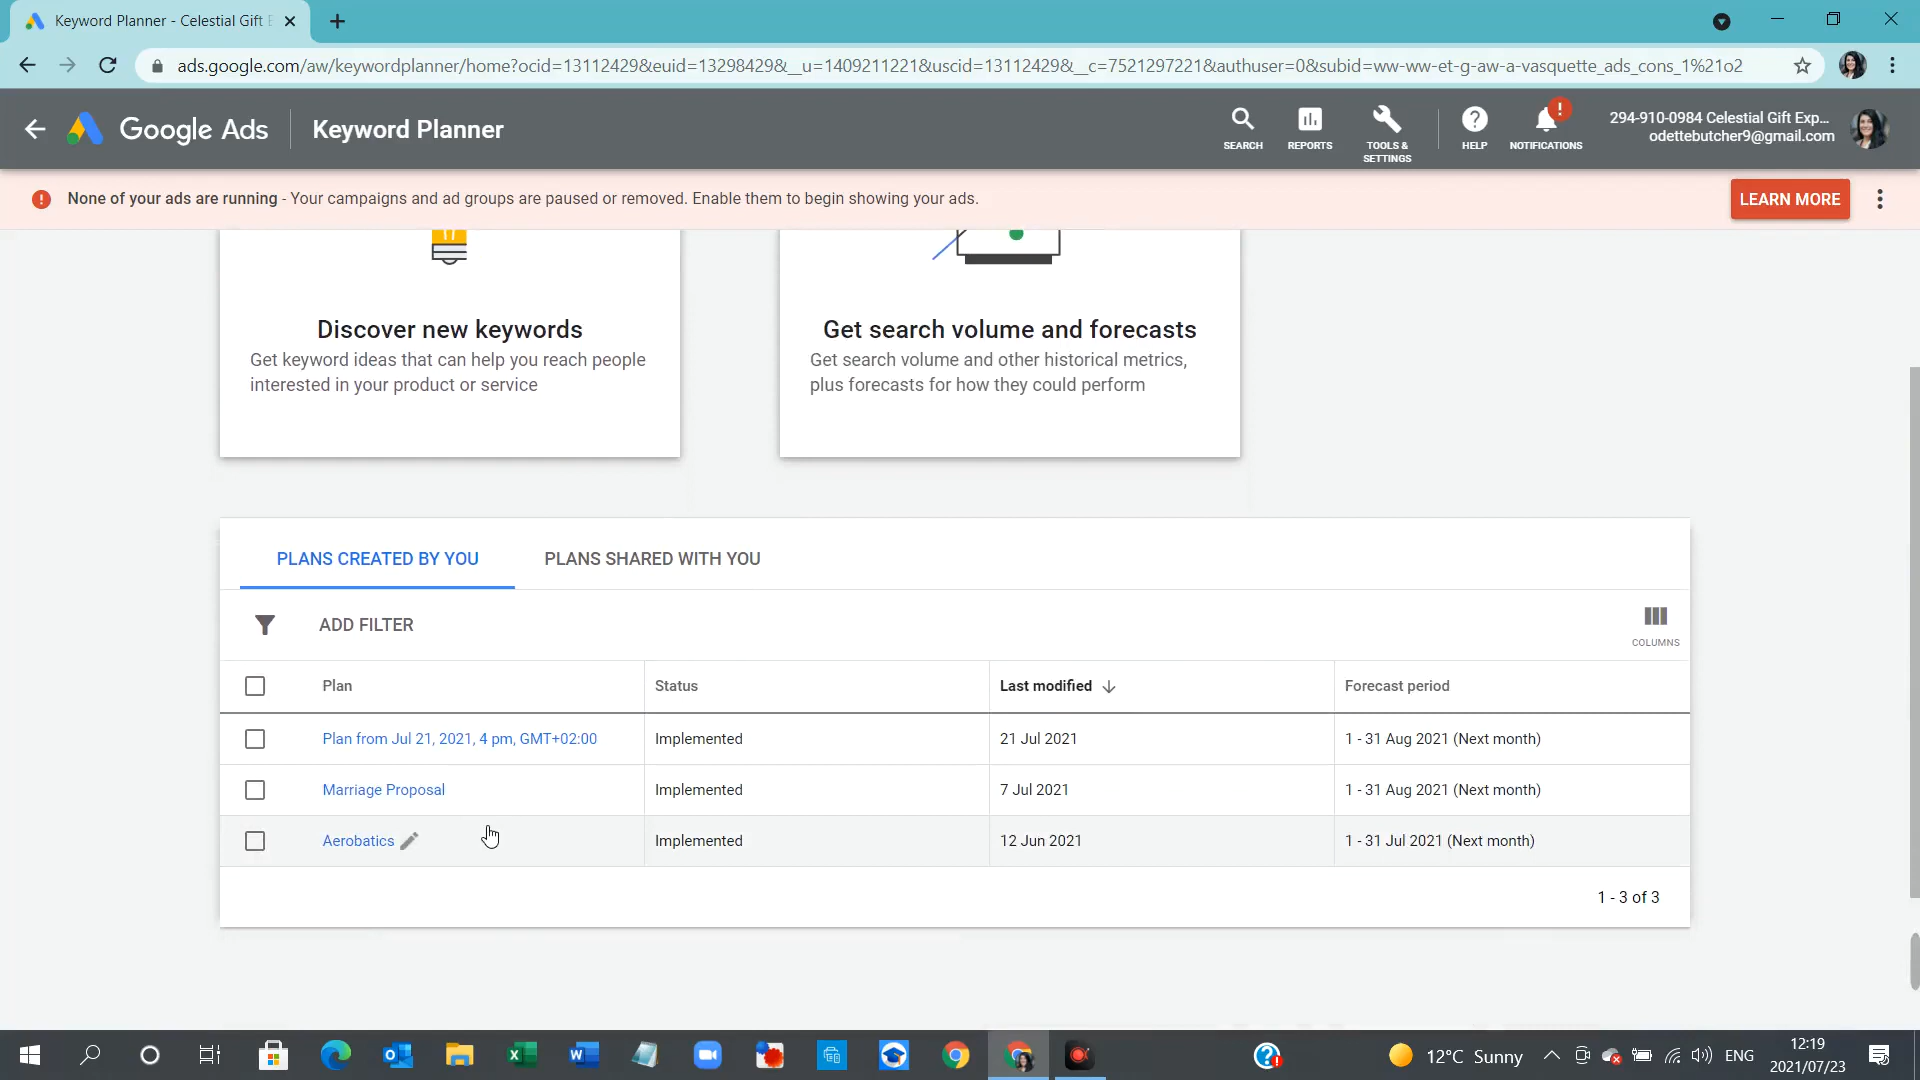 Keyword Planner - Celestial Gift E
ads.google.com/aw/keywordplanner/home?ocid=13112429&euid=13298429&__u=1409211221&uscid=13112429&__c=7521297221&authuser=0&subid=ww-ww-et-g-aw-a-vasquette_ads_cons_1%21o2
Google Ads
Keyword Planner
SEARCH
REPORTS
TOOLS &
SETTINGS
HELP
NOTIFICATIONS
294-910-0984 Celestial Gift Exp...
odettebutcher9@gmail.com
None of your ads are running - Your campaigns and ad groups are paused or removed. Enable them to begin showing your ads.
LEARN MORE
Discover new keywords
Get keyword ideas that can help you reach people
interested in your product or service
Get search volume and forecasts
Get search volume and other historical metrics,
plus forecasts for how they could perform
PLANS CREATED BY YOU
PLANS SHARED WITH YOU
ADD FILTER
COLUMNS
Plan Status Last modified Forecast period
Plan from Jul 21, 2021, 4 pm, GMT+02:00 Implemented 21 Jul 2021 1 - 31 Aug 2021 (Next month)
Marriage Proposal Implemented 7 Jul 2021 1 - 31 Aug 2021 (Next month)
Aerobatics Implemented 12 Jun 2021 1 - 31 Jul 2021 (Next month)
1 - 3 of 3
12°C Sunny
ENG
12:19
2021/07/23